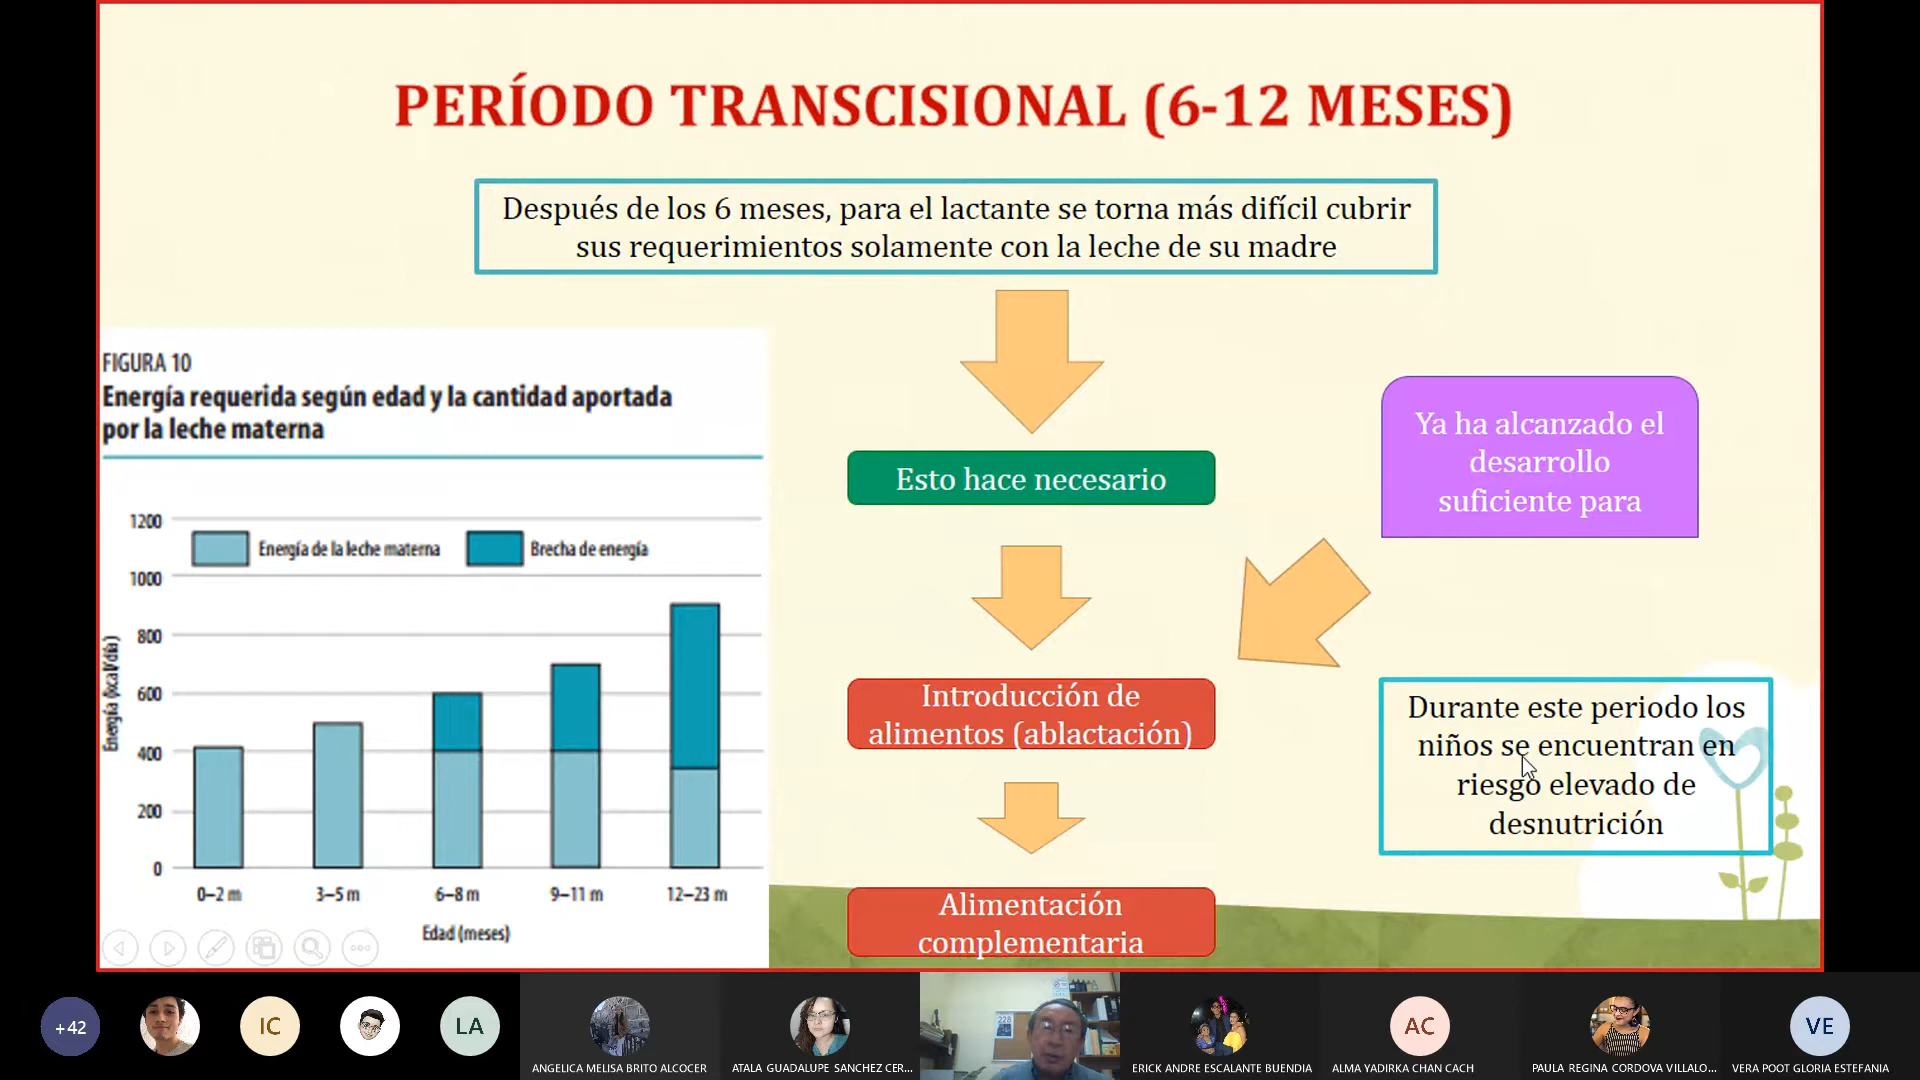 PERÍODO TRANSCISIONAL (6-12 MESES)
Después de los 6 meses, para el lactante se torna más difícil cubrir
sus requerimientos solamente con la leche de su madre
FIGURA 10
Energía requerida según edad y la cantidad aportada
por la leche materna
1200
1000
800
600
400
200
0
Energía (kcal/día)
Energía de la leche materna
Brecha de energía
0–2 m
3–5 m
6–8 m
9–11 m
12–23 m
Edad (meses)
Esto hace necesario
Ya ha alcanzado el
desarrollo
suficiente para
Introducción de
alimentos (ablactación)
Durante este periodo los
niños se encuentran en
riesgo elevado de
desnutrición
Alimentación
complementaria
+42
IC
LA
ANGELICA MELISA BRITO ALCOCER
ATALA GUADALUPE SANCHEZ CER...
228
ERICK ANDRE ESCALANTE BUENDIA
AC
ALMA YADIRKA CHAN CACH
PAULA REGINA CORDOVA VILLALO...
VE
VERA POOT GLORIA ESTEFANIA